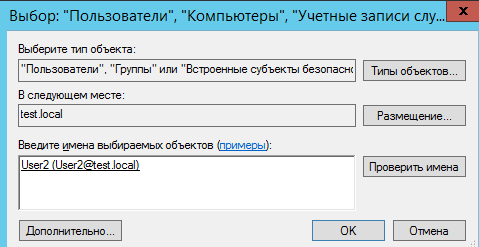 Выбор: "Пользователи", "Компьютеры", "Учетные записи слу...
x
Выберите тип объекта:
"Пользователи", "Группы" или "Встроенные субъекты безопасно
Типы объектов...
В следующем месте:
test.local
Размещение...
Введите имена выбираемых объектов (примеры):
User2 (User2@test.local)
Проверить имена
Дополнительно...
OK
Отмена